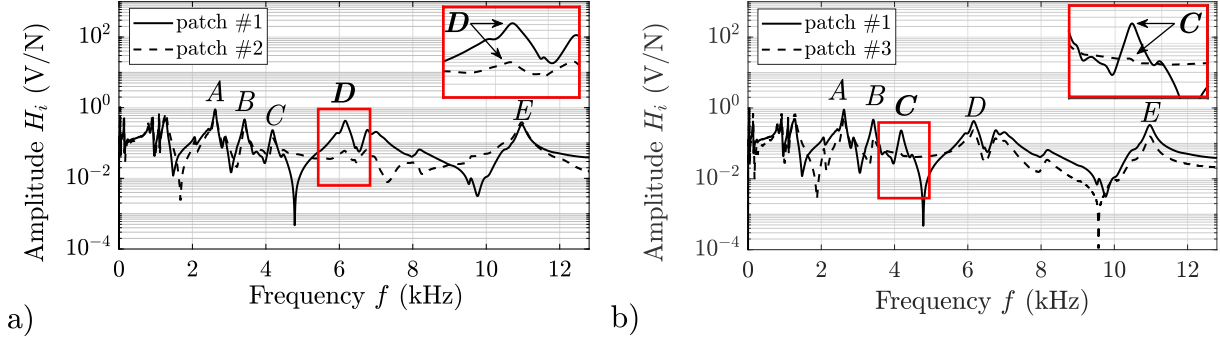 patch #1
patch #2
D
A
B
C
D
E
10^2
10^0
10^−2
10^−4
Amplitude H_i (V/N)
0 2 4 6 8 10 12
Frequency f (kHz)
a)
patch #1
patch #3
C
A
B
C
D
E
10^2
10^0
10^−2
10^−4
Amplitude H_i (V/N)
0 2 4 6 8 10 12
Frequency f (kHz)
b)